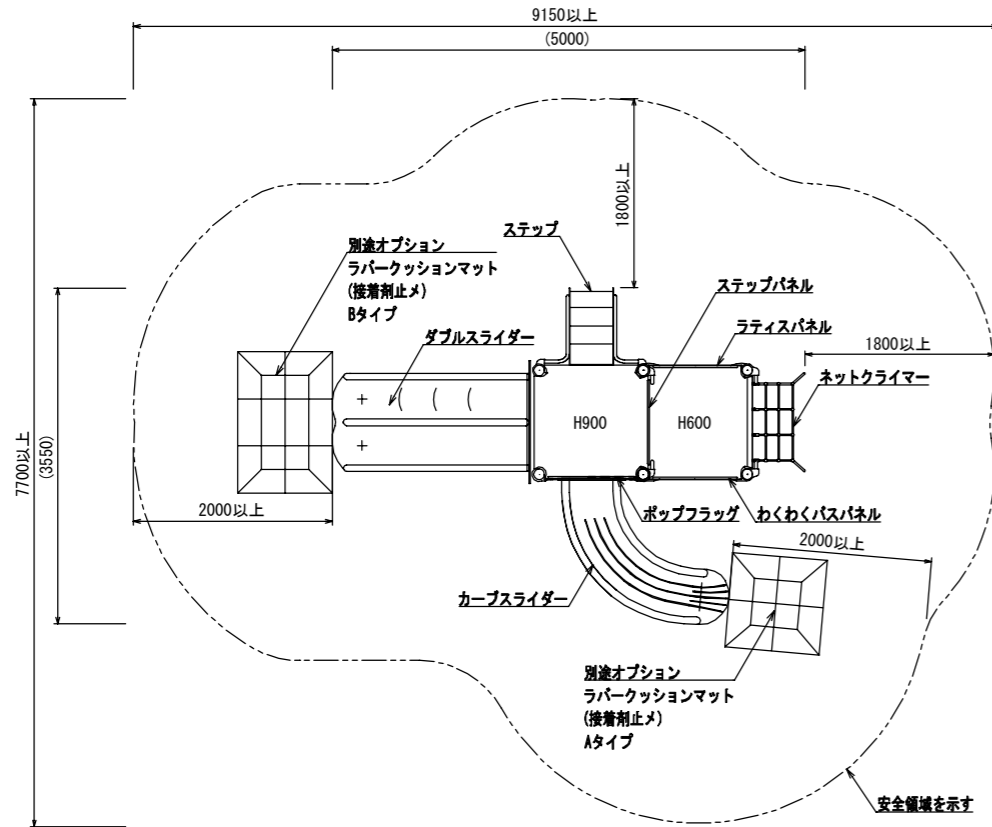 9150以上
(5000)
1800以上
ステップ
別途オプション
ラバークッションマット
(接着剤止メ)
Bタイプ
ステップパネル
ダブルスライダー
ラティスパネル
1800以上
ネットクライマー
7700以上
(3550)
H900
H600
2000以上
ポップフラッグ
わくわくバスパネル
2000以上
カーブスライダー
別途オプション
ラバークッションマット
(接着剤止メ)
Aタイプ
安全領域を示す